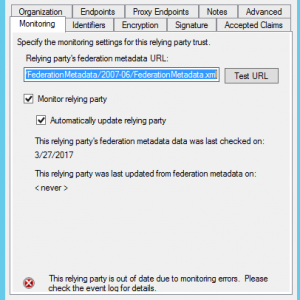 Organization Endpoints Proxy Endpoints Notes Advanced
Monitoring Identifiers Encryption Signature Accepted Claims
Specify the monitoring settings for this relying party trust.
Relying party's federation metadata URL:
FederationMetadata/2007-06/FederationMetadata.xml Test URL
Monitor relying party
Automatically update relying party
This relying party's federation metadata data was last checked on:
3/27/2017
This relying party was last updated from federation metadata on:
< never >
This relying party is out of date due to monitoring errors. Please
check the event log for details.